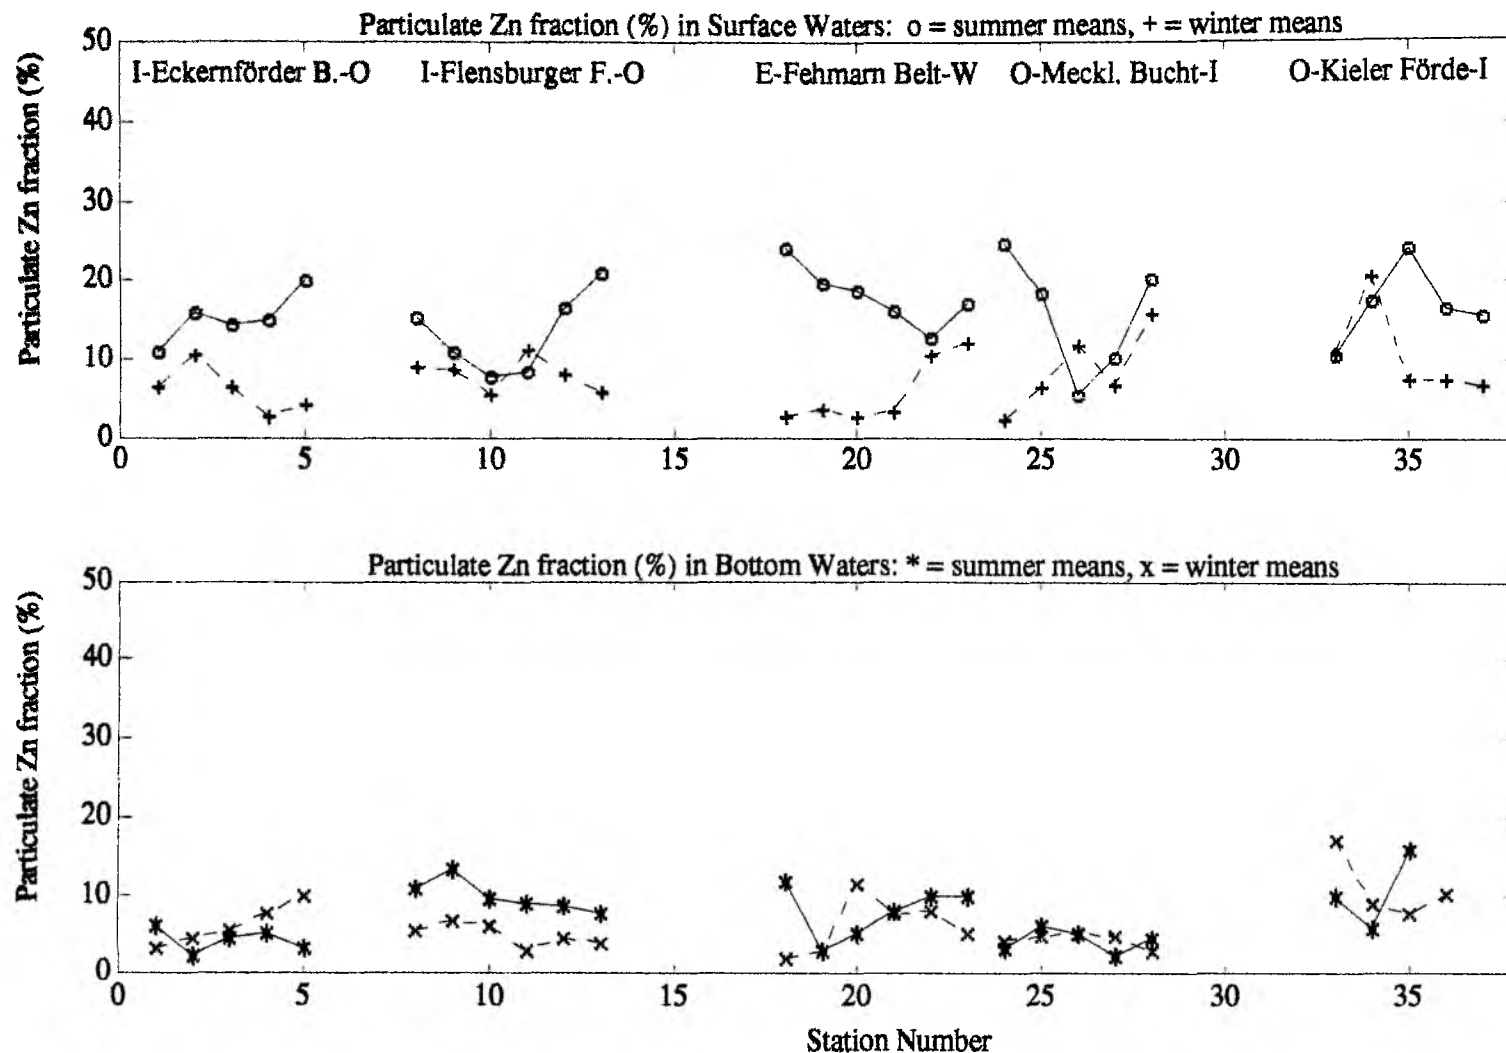 Particulate Zn fraction (%) in Surface Waters: o = summer means, + = winter means
I-Eckernförder B.-O I-Flensburger F.-O E-Fehmarn Belt-W O-Meckl. Bucht-I O-Kieler Förde-I
Particulate Zn fraction (%)
50
40
30
20
10
0
0 5 10 15 20 25 30 35
Particulate Zn fraction (%) in Bottom Waters: * = summer means, x = winter means
Particulate Zn fraction (%)
50
40
30
20
10
0
0 5 10 15 20 25 30 35
Station Number